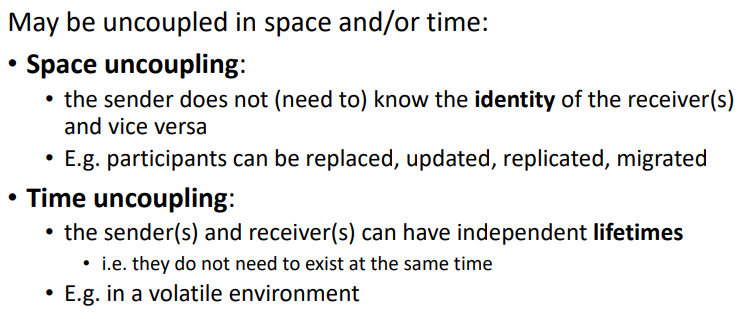 May be uncoupled in space and/or time:
• Space uncoupling:
• the sender does not (need to) know the identity of the receiver(s)
and vice versa
• E.g. participants can be replaced, updated, replicated, migrated
• Time uncoupling:
• the sender(s) and receiver(s) can have independent lifetimes
• i.e. they do not need to exist at the same time
• E.g. in a volatile environment